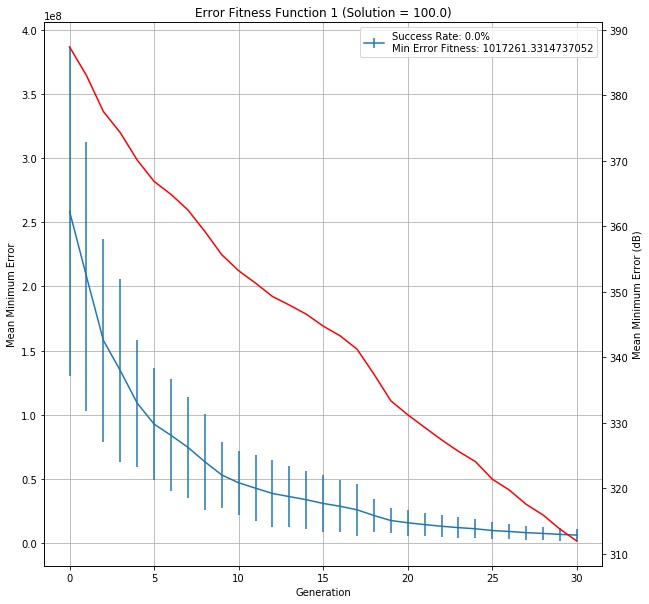 Error Fitness Function 1 (Solution = 100.0)
1e8
Success Rate: 0.0%
Min Error Fitness: 1017261.3314737052
4.0
3.5
3.0
2.5
2.0
1.5
1.0
0.5
0.0
Mean Minimum Error
390
380
370
360
350
340
330
320
310
Mean Minimum Error (dB)
0 5 10 15 20 25 30
Generation